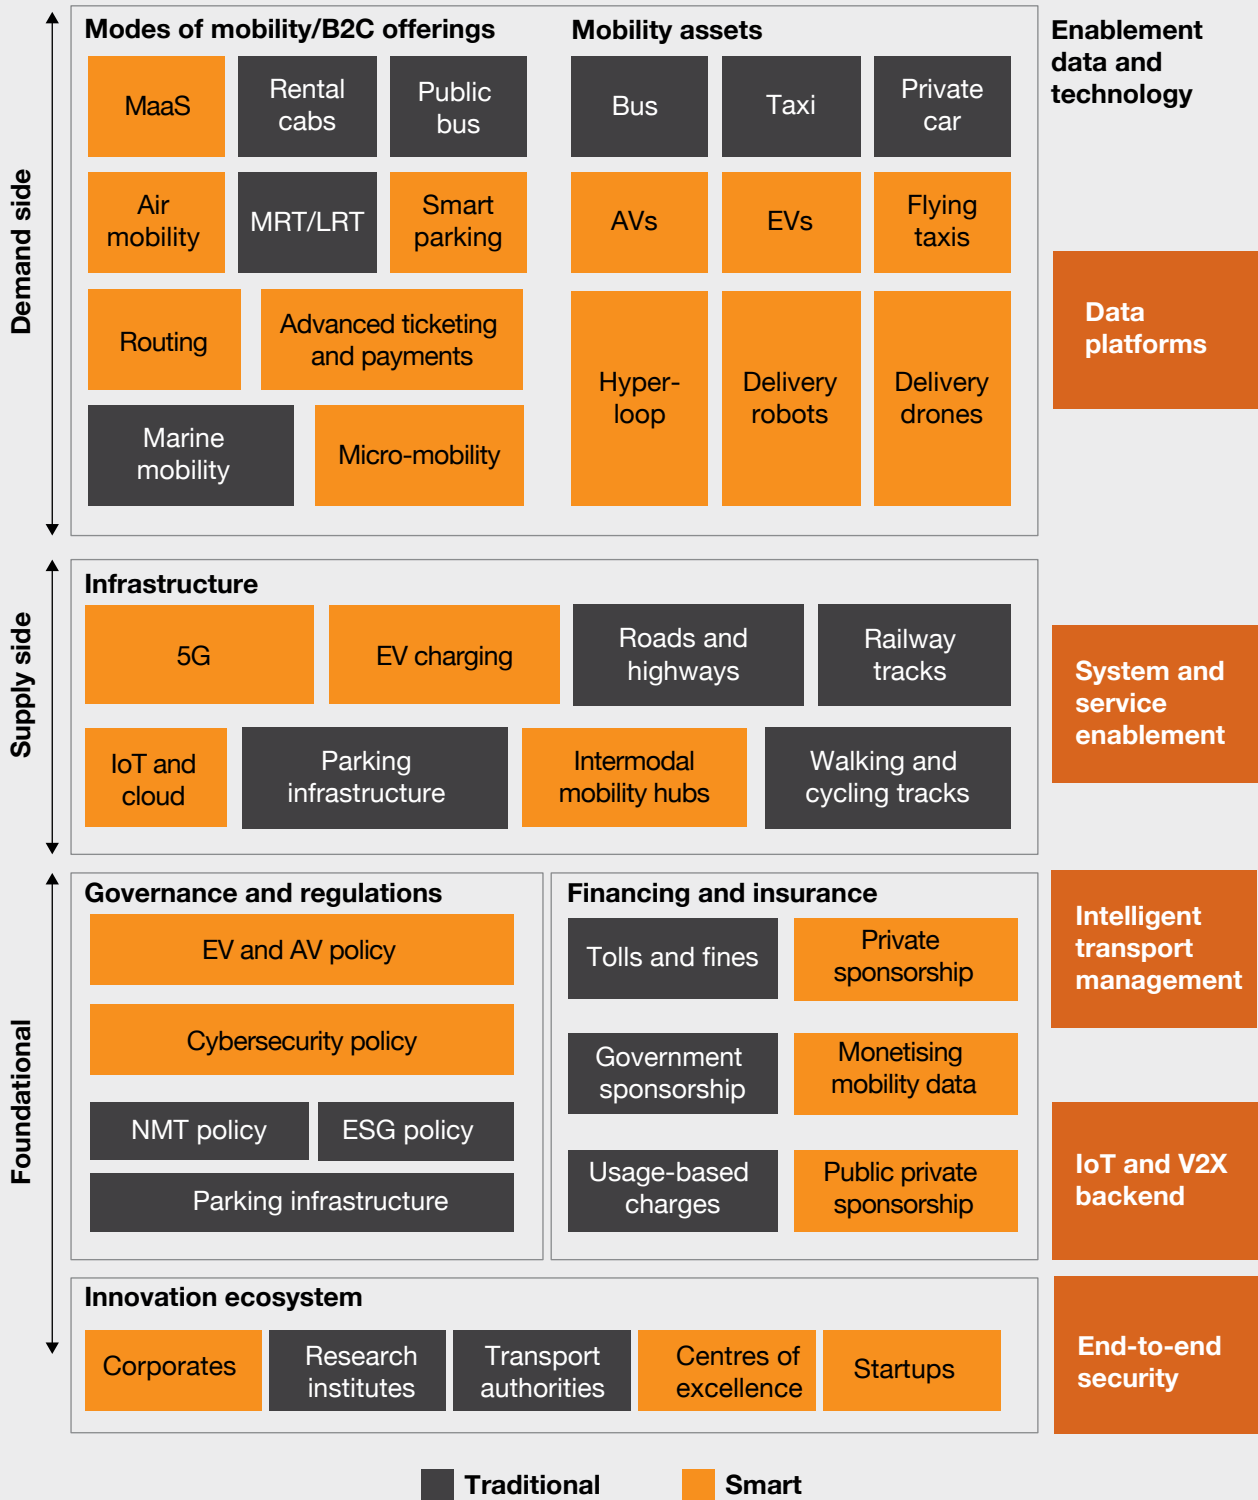 Modes of mobility/B2C offerings
Mobility assets
Enablement
data and
technology
Demand side
MaaS
Rental
cabs
Public
bus
Bus
Taxi
Private
car
Air
mobility
MRT/LRT
Smart
parking
AVs
EVs
Flying
taxis
Routing
Advanced ticketing
and payments
Hyper-
loop
Delivery
robots
Delivery
drones
Marine
mobility
Micro-mobility
Data
platforms
Supply side
Infrastructure
5G
EV charging
Roads and
highways
Railway
tracks
IoT and
cloud
Parking
infrastructure
Intermodal
mobility hubs
Walking and
cycling tracks
System and
service
enablement
Foundational
Governance and regulations
EV and AV policy
Cybersecurity policy
NMT policy
ESG policy
Parking infrastructure
Financing and insurance
Tolls and fines
Private
sponsorship
Government
sponsorship
Monetising
mobility data
Usage-based
charges
Public private
sponsorship
Intelligent
transport
management
IoT and V2X
backend
Innovation ecosystem
Corporates
Research
institutes
Transport
authorities
Centres of
excellence
Startups
End-to-end
security
Traditional
Smart